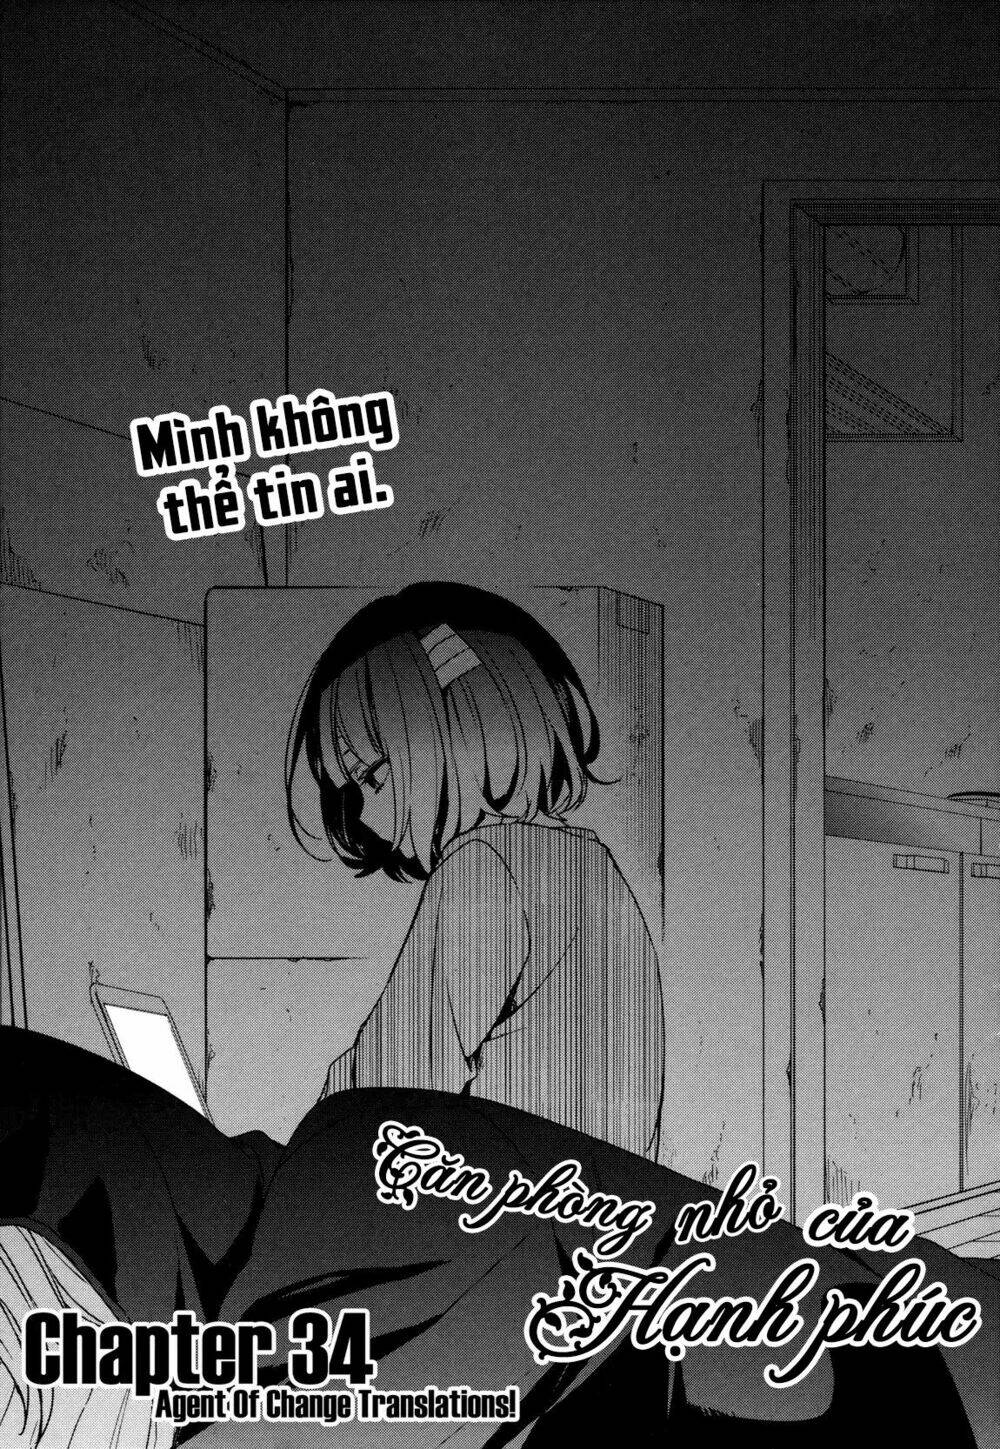 Mình không
thể tin ai.
Căn phòng nhỏ của
Hạnh phúc
Chapter 34
Agent Of Change Translations!